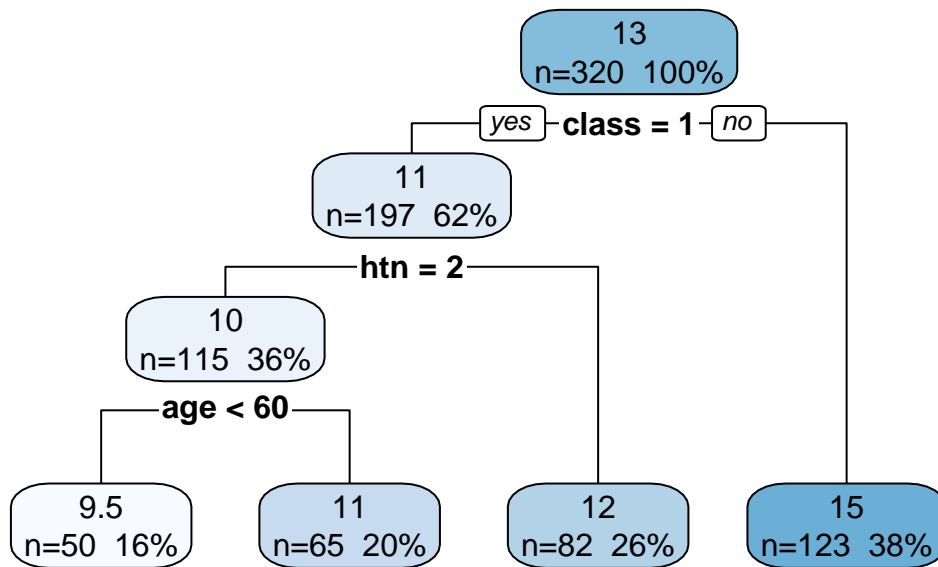 13
n=320 100%
yes class = 1 no
11
n=197 62%
htn = 2
10
n=115 36%
age < 60
9.5
n=50 16%
11
n=65 20%
12
n=82 26%
15
n=123 38%